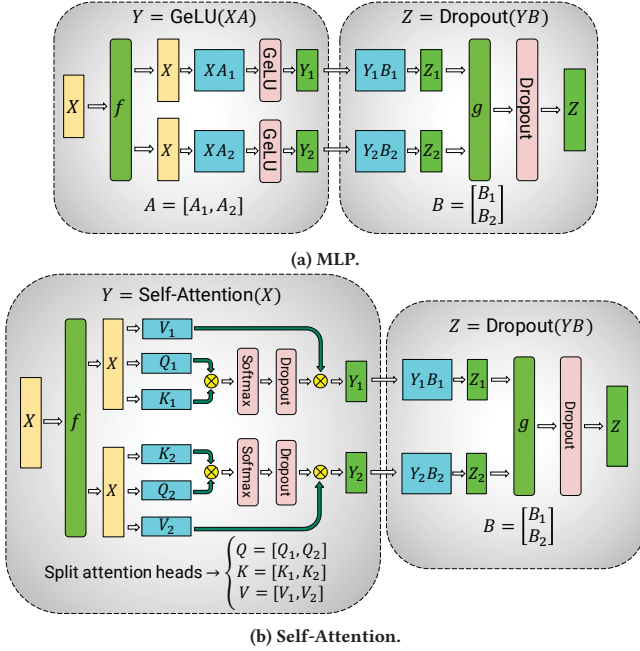 Y = GeLU(XA)
Z = Dropout(YB)
X
f
X
XA₁
GeLU
Y₁
Y₁B₁
Z₁
X
XA₂
GeLU
Y₂
Y₂B₂
Z₂
g
Dropout
Z
A = [A₁, A₂]
B = [B₁
B₂]
(a) MLP.
Y = Self-Attention(X)
Z = Dropout(YB)
X
f
X
V₁
Q₁
K₁
Softmax
Dropout
Y₁
Y₁B₁
Z₁
X
K₂
Q₂
V₂
Softmax
Dropout
Y₂
Y₂B₂
Z₂
g
Dropout
Z
B = [B₁
B₂]
Split attention heads → { Q = [Q₁, Q₂]
K = [K₁, K₂]
V = [V₁, V₂]
(b) Self-Attention.